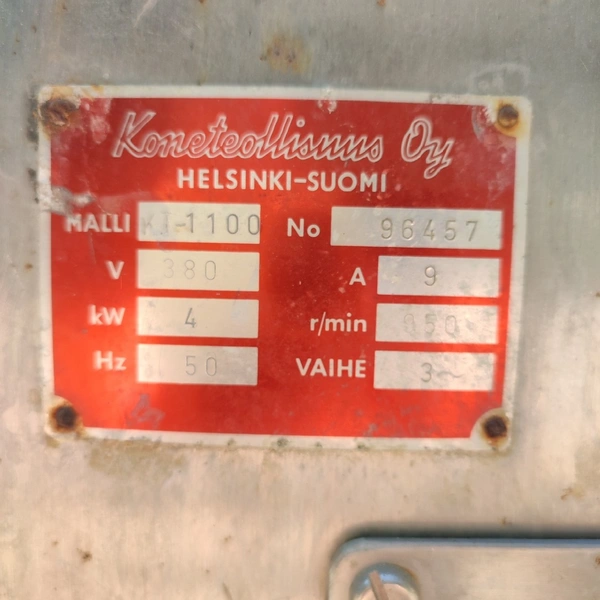 Koneteollisuus Oy
HELSINKI-SUOMI
MALLI KT-1100 No 96457
V 380 A 9
kW 4 r/min
Hz 50 VAIHE 3~